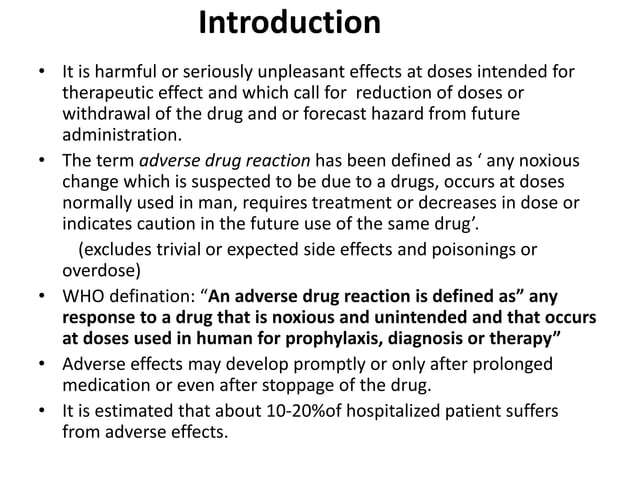 Introduction
• It is harmful or seriously unpleasant effects at doses intended for
therapeutic effect and which call for reduction of doses or
withdrawal of the drug and or forecast hazard from future
administration.
• The term adverse drug reaction has been defined as ‘ any noxious
change which is suspected to be due to a drugs, occurs at doses
normally used in man, requires treatment or decreases in dose or
indicates caution in the future use of the same drug’.
(excludes trivial or expected side effects and poisonings or
overdose)
• WHO defination: “An adverse drug reaction is defined as” any
response to a drug that is noxious and unintended and that occurs
at doses used in human for prophylaxis, diagnosis or therapy”
• Adverse effects may develop promptly or only after prolonged
medication or even after stoppage of the drug.
• It is estimated that about 10-20%of hospitalized patient suffers
from adverse effects.